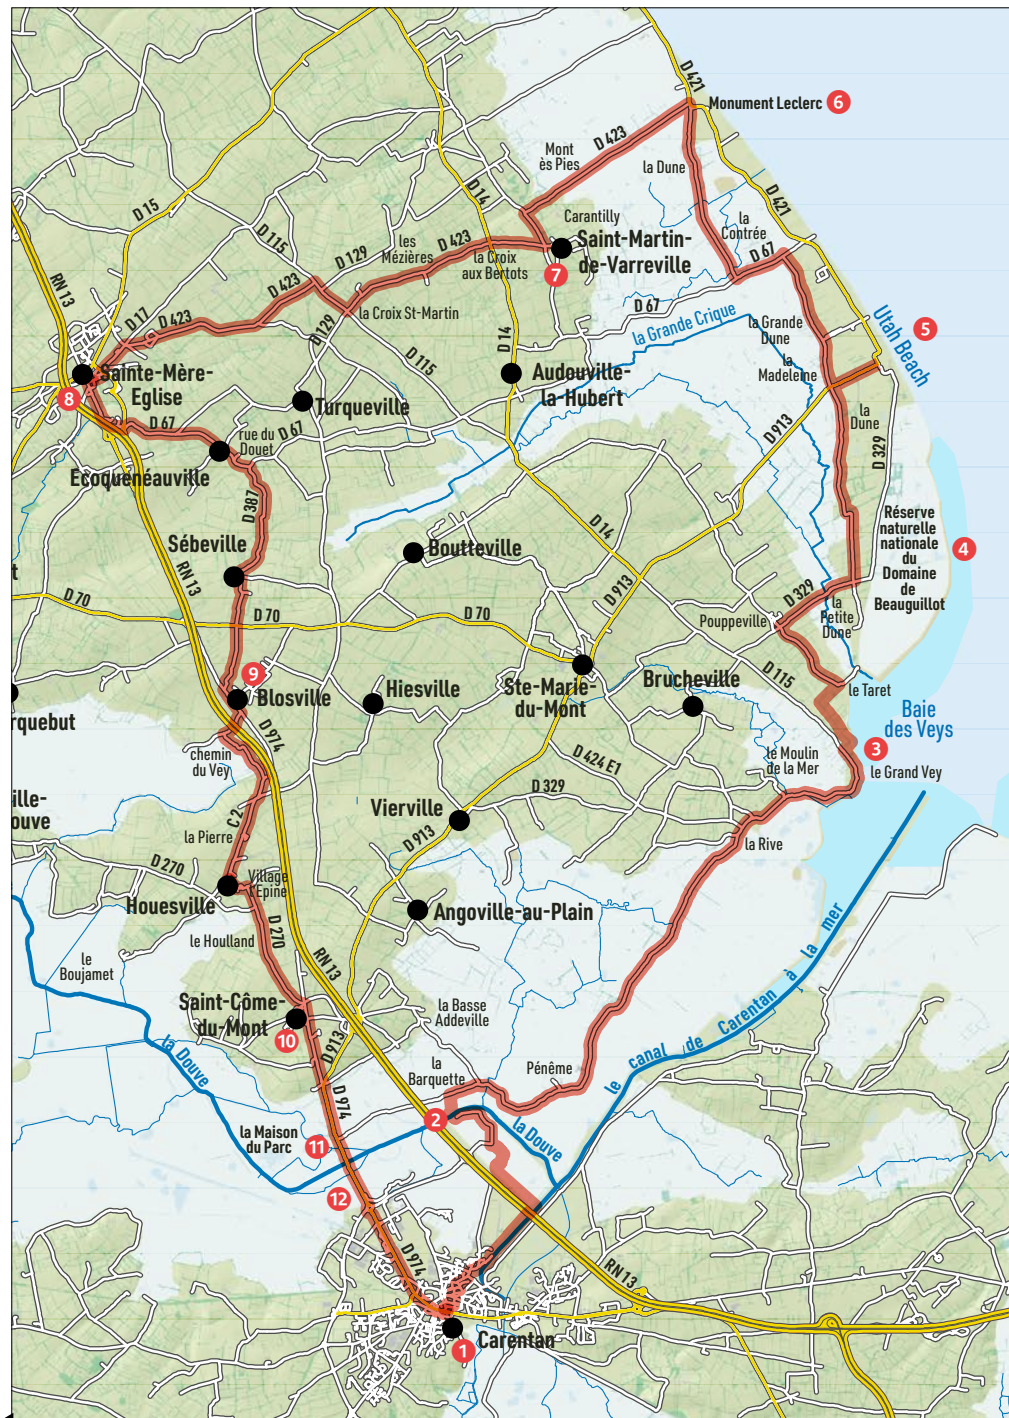 D 421
Monument Leclerc 6
D 423
Mont
ès Pies
la Dune
D 14
D 15
Carantilly
la
Contrée
D 421
D 115
les
Mézières
D 423
D 129
Saint-Martin-
de-Varreville
7
la Croix
aux Bertots
D 67
RN 13
D 423
D 67
la Croix St-Martin
la Grande Crique
Utah Beach
5
D 17
D 423
D 129
D 14
D 115
la Grande
Dune
la
Madeleine
Sainte-Mère-
Eglise
8
Audouville-
la-Hubert
Turqueville
D 67
rue du
Douet
D 67
la
Dune
D 913
D 329
Ecoquenéauville
D 387
Réserve
naturelle
nationale
du
Domaine
de
Beauguillot
4
D 14
Sébeville
Boutteville
RN 13
t
D 913
D 329
D 70
D 70
D 70
Pouppeville
la
Petite
Dune
9
Blosville
Hiesville
Ste-Marie-
du-Mont
Brucheville
D 115
le Taret
rquebut
D 974
Baie
des Veys
chemin
du Vey
D 424 E1
le Moulin
de la Mer
3
le Grand Vey
ille-
ouve
D 329
Vierville
C 2
la Pierre
D 913
la Rive
D 270
Village
l'Epine
Houesville
Angoville-au-Plain
D 270
le Houlland
le
Boujamet
RN 13
le canal de Carentan à la mer
Saint-Côme-
du-Mont
10
la Basse
Addeville
D 913
la Douve
la
Barquette
Pénême
D 974
2
la Maison
du Parc
11
la Douve
12
D 974
RN 13
Carentan
1